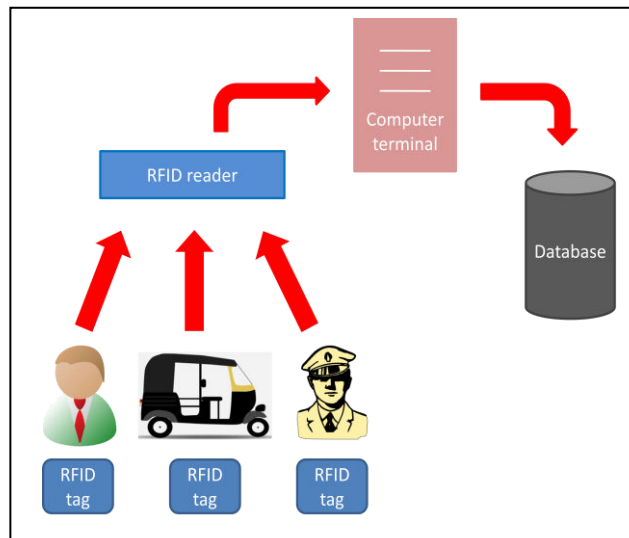 Computer
terminal
RFID reader
Database
RFID
tag
RFID
tag
RFID
tag